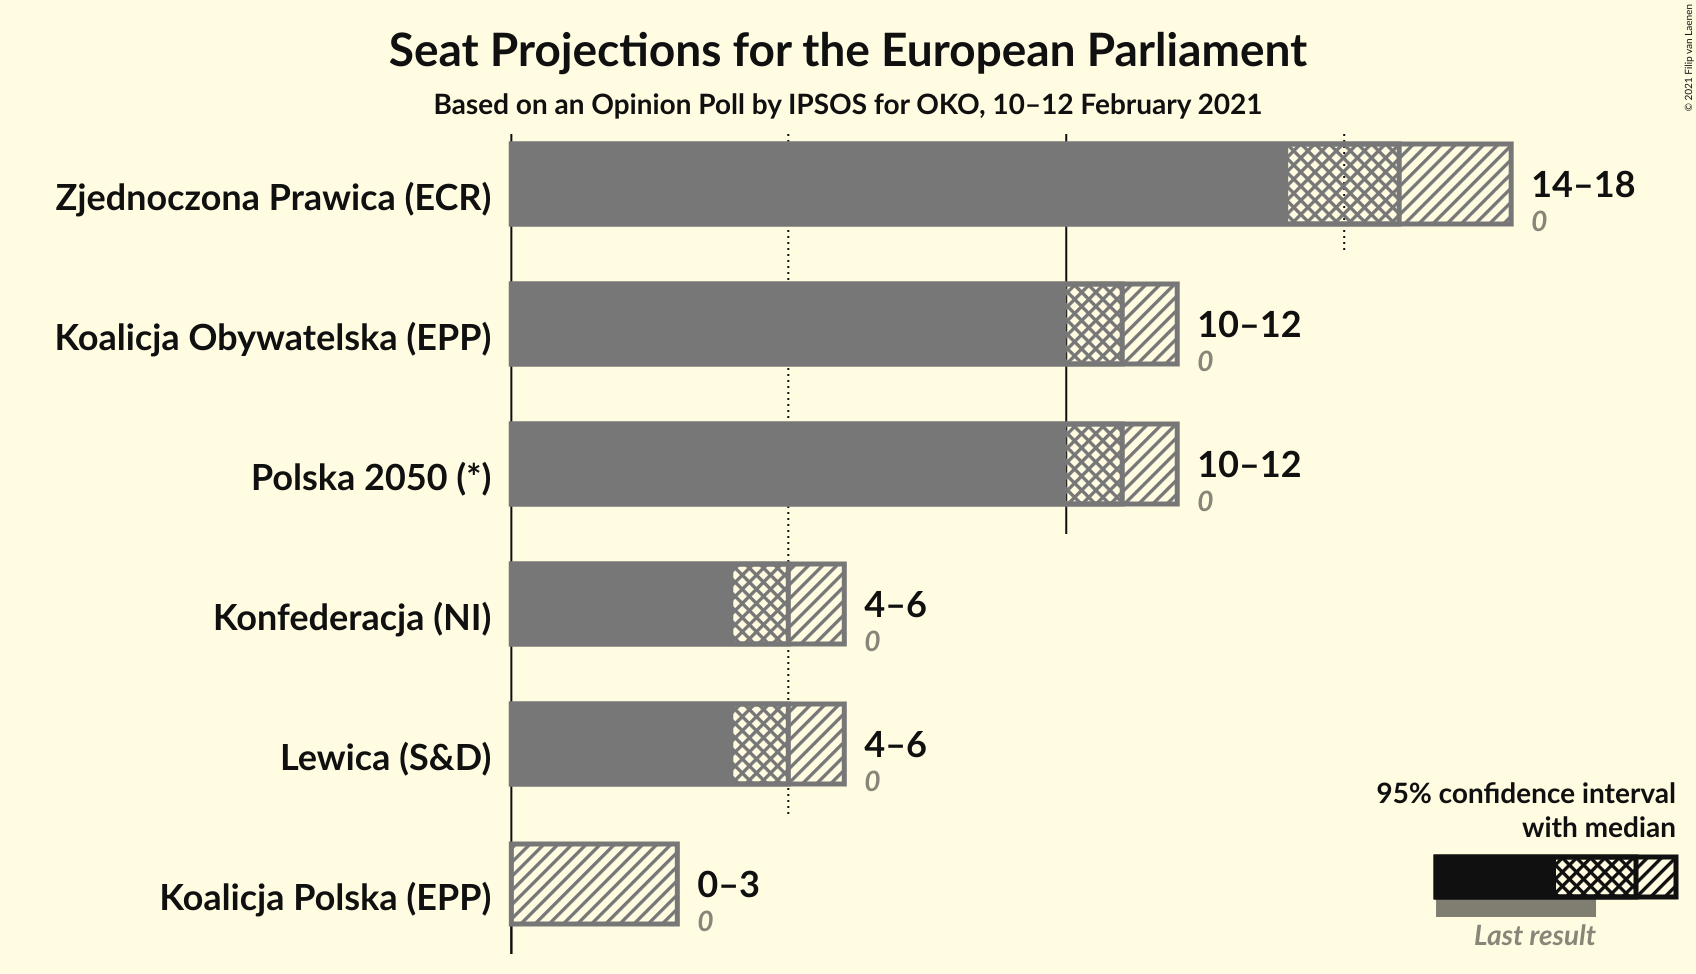 Seat Projections for the European Parliament
Based on an Opinion Poll by IPSOS for OKO, 10–12 February 2021
© 2021 Filip van Laenen
Zjednoczona Prawica (ECR)
14–18
0
Koalicja Obywatelska (EPP)
10–12
0
Polska 2050 (*)
10–12
0
Konfederacja (NI)
4–6
0
Lewica (S&D)
4–6
0
Koalicja Polska (EPP)
0–3
0
95% confidence interval
with median
Last result